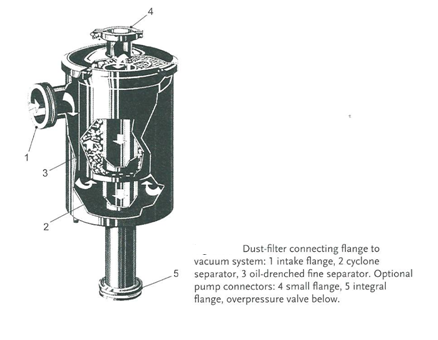 4
1
3
2
5
Dust-filter connecting flange to
vacuum system: 1 intake flange, 2 cyclone
separator, 3 oil-drenched fine separator. Optional
pump connectors: 4 small flange, 5 integral
flange, overpressure valve below.